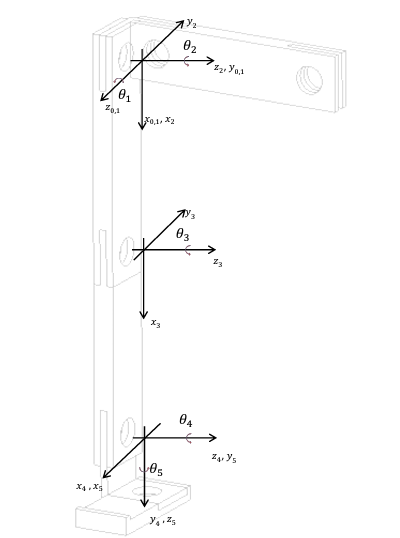 y₂
θ₂
z₂, y₀,₁
θ₁
z₀,₁
x₀,₁, x₂
y₃
θ₃
z₃
x₃
θ₄
z₄, y₅
θ₅
x₄, x₅
y₄, z₅